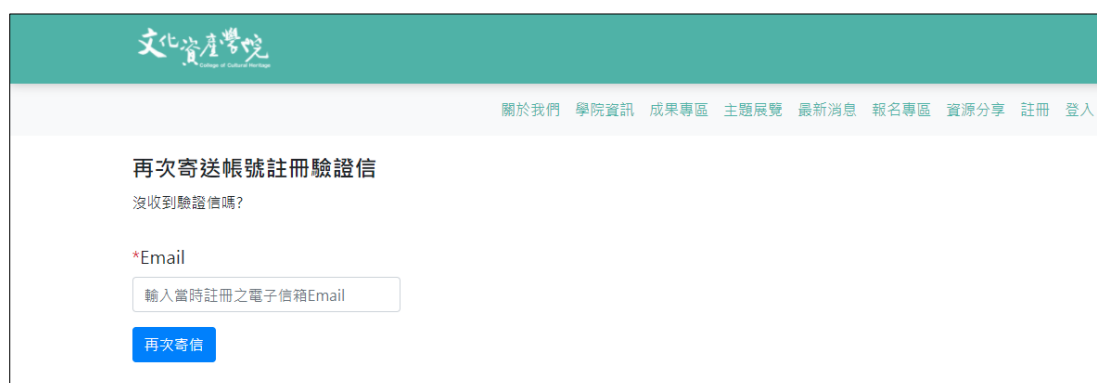 文化資產學院
College of Cultural Heritage
關於我們 學院資訊 成果專區 主題展覽 最新消息 報名專區 資源分享 註冊 登入
再次寄送帳號註冊驗證信
沒收到驗證信嗎?
*Email
輸入當時註冊之電子信箱Email
再次寄信